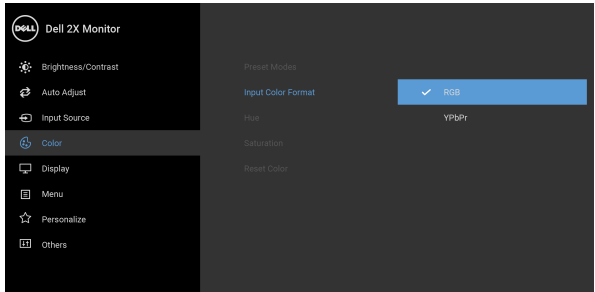 DELL
Dell 2X Monitor
Brightness/Contrast
Auto Adjust
Input Source
Color
Display
Menu
Personalize
Others
Preset Modes
Input Color Format
Hue
Saturation
Reset Color
RGB
YPbPr